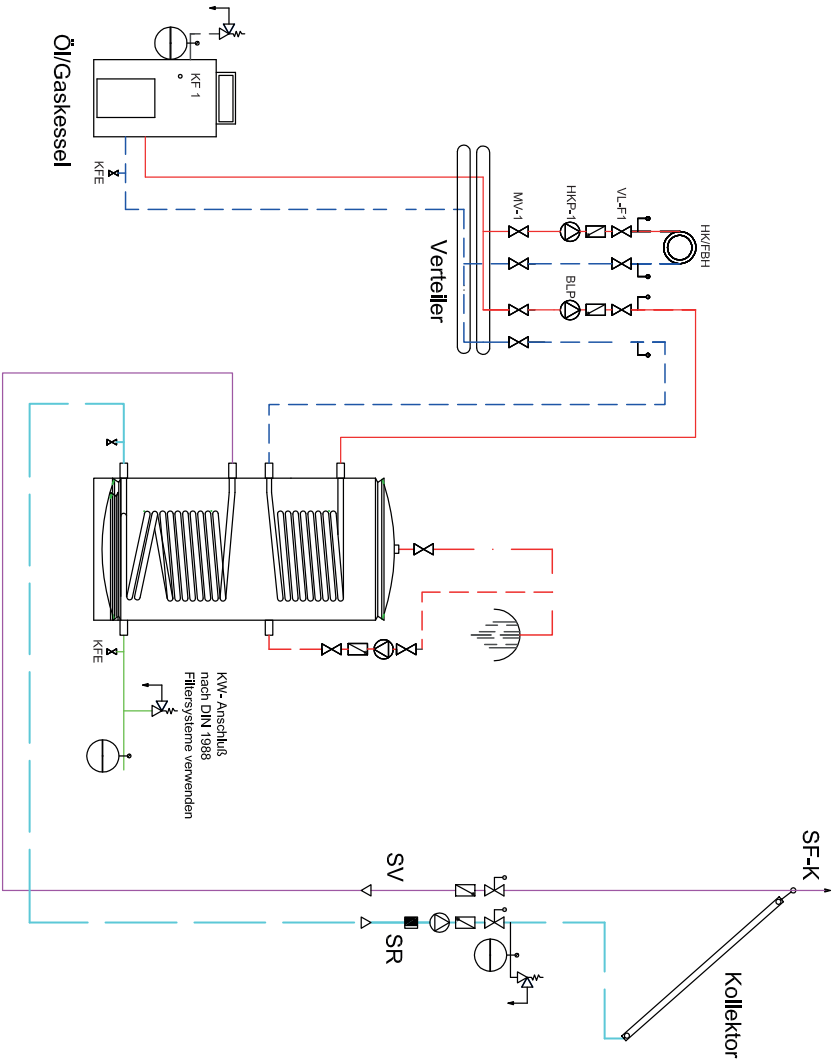 Öl/Gaskessel
KF 1
KFE
Verteiler
MV-1
HKP-1
VL-F1
HK/FBH
BLP
KFE
KW- Anschluß
nach DIN 1988
Filtersysteme verwenden
SV
SR
SF-K
Kollektor